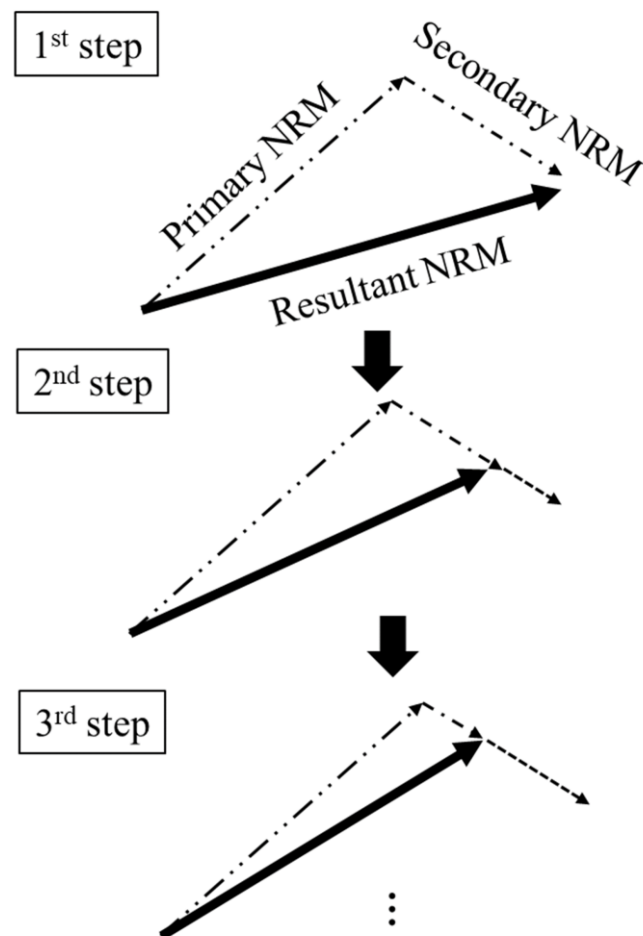 1st step
Primary NRM
Secondary NRM
Resultant NRM
2nd step
3rd step